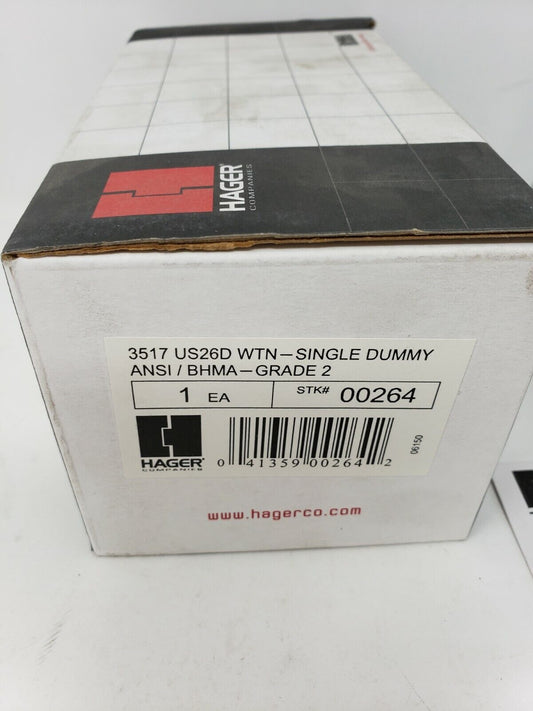 HAGER
COMPANIES
3517 US26D WTN–SINGLE DUMMY
ANSI / BHMA–GRADE 2
1 EA
STK# 00264
HAGER®
COMPANIES
0 41359 00264 2
06150
www.hagerco.com